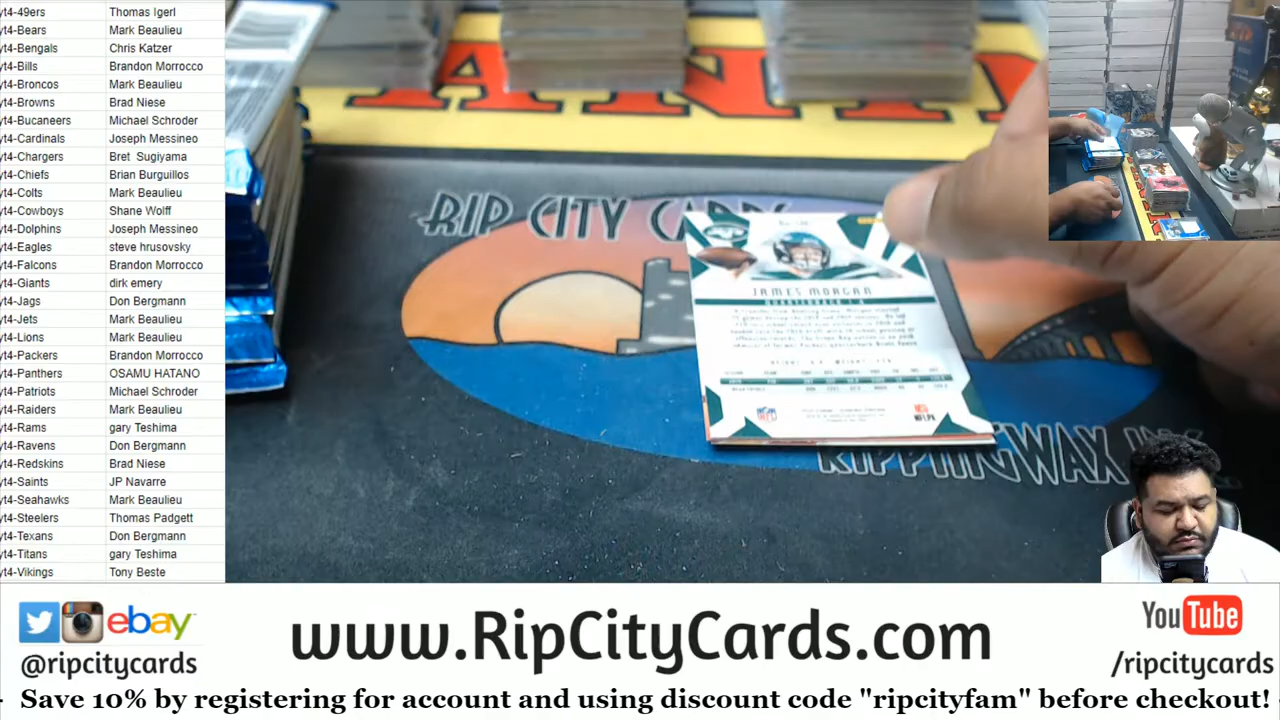 yt4-49ers Thomas Igerl
yt4-Bears Mark Beaulieu
yt4-Bengals Chris Katzer
yt4-Bills Brandon Morrocco
yt4-Broncos Mark Beaulieu
yt4-Browns Brad Niese
yt4-Bucaneers Michael Schroder
yt4-Cardinals Joseph Messineo
yt4-Chargers Bret Sugiyama
yt4-Chiefs Brian Burguillos
yt4-Colts Mark Beaulieu
yt4-Cowboys Shane Wolff
yt4-Dolphins Joseph Messineo
yt4-Eagles steve hrusovsky
yt4-Falcons Brandon Morrocco
yt4-Giants dirk emery
yt4-Jags Don Bergmann
yt4-Jets Mark Beaulieu
yt4-Lions Mark Beaulieu
yt4-Packers Brandon Morrocco
yt4-Panthers OSAMU HATANO
yt4-Patriots Michael Schroder
yt4-Raiders Mark Beaulieu
yt4-Rams gary Teshima
yt4-Ravens Don Bergmann
yt4-Redskins Brad Niese
yt4-Saints JP Navarre
yt4-Seahawks Mark Beaulieu
yt4-Steelers Thomas Padgett
yt4-Texans Don Bergmann
yt4-Titans gary Teshima
yt4-Vikings Tony Beste
RIP CITY
JAMES MORGAN
NFL
NFLPA
RIPPINGWAX
ebay
@ripcitycards
www.RipCityCards.com
YouTube
/ripcitycards
- Save 10% by registering for account and using discount code "ripcityfam" before checkout!